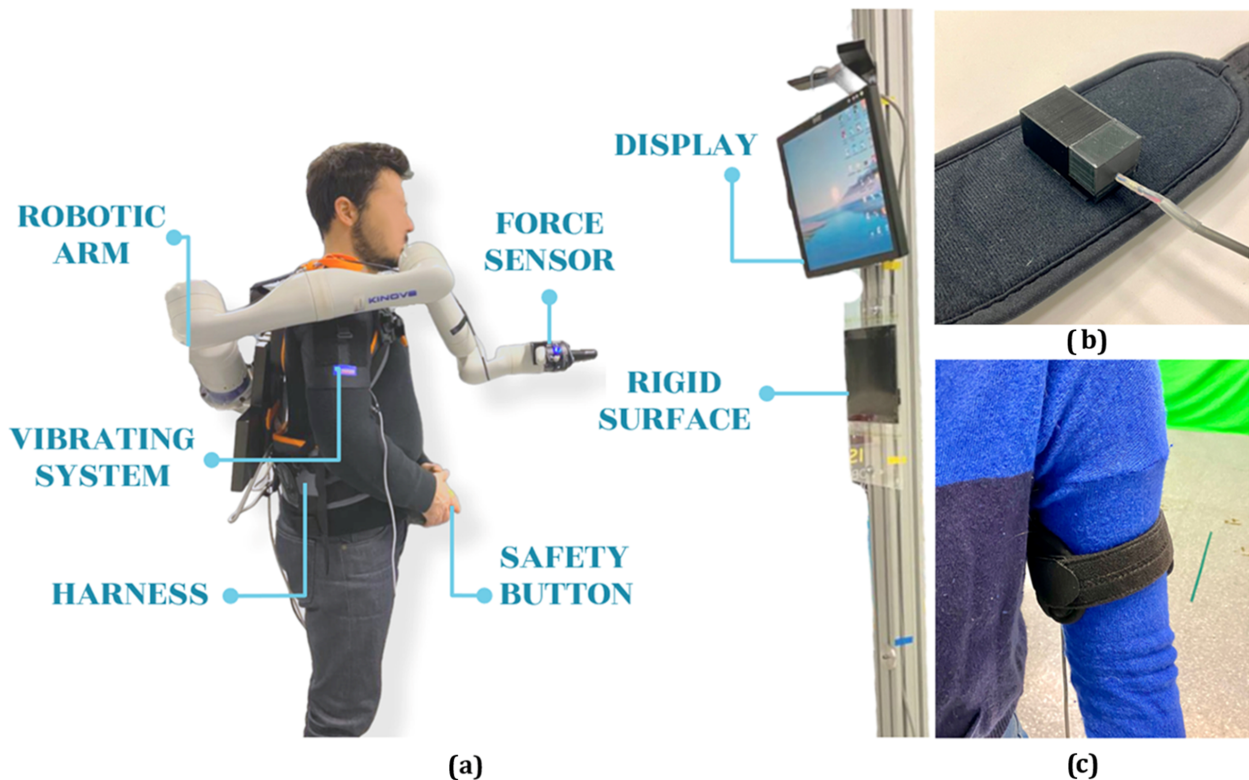 DISPLAY
ROBOTIC
ARM
FORCE
SENSOR
KINOVA
RIGID
SURFACE
VIBRATING
SYSTEM
HARNESS
SAFETY
BUTTON
(a)
(b)
(c)